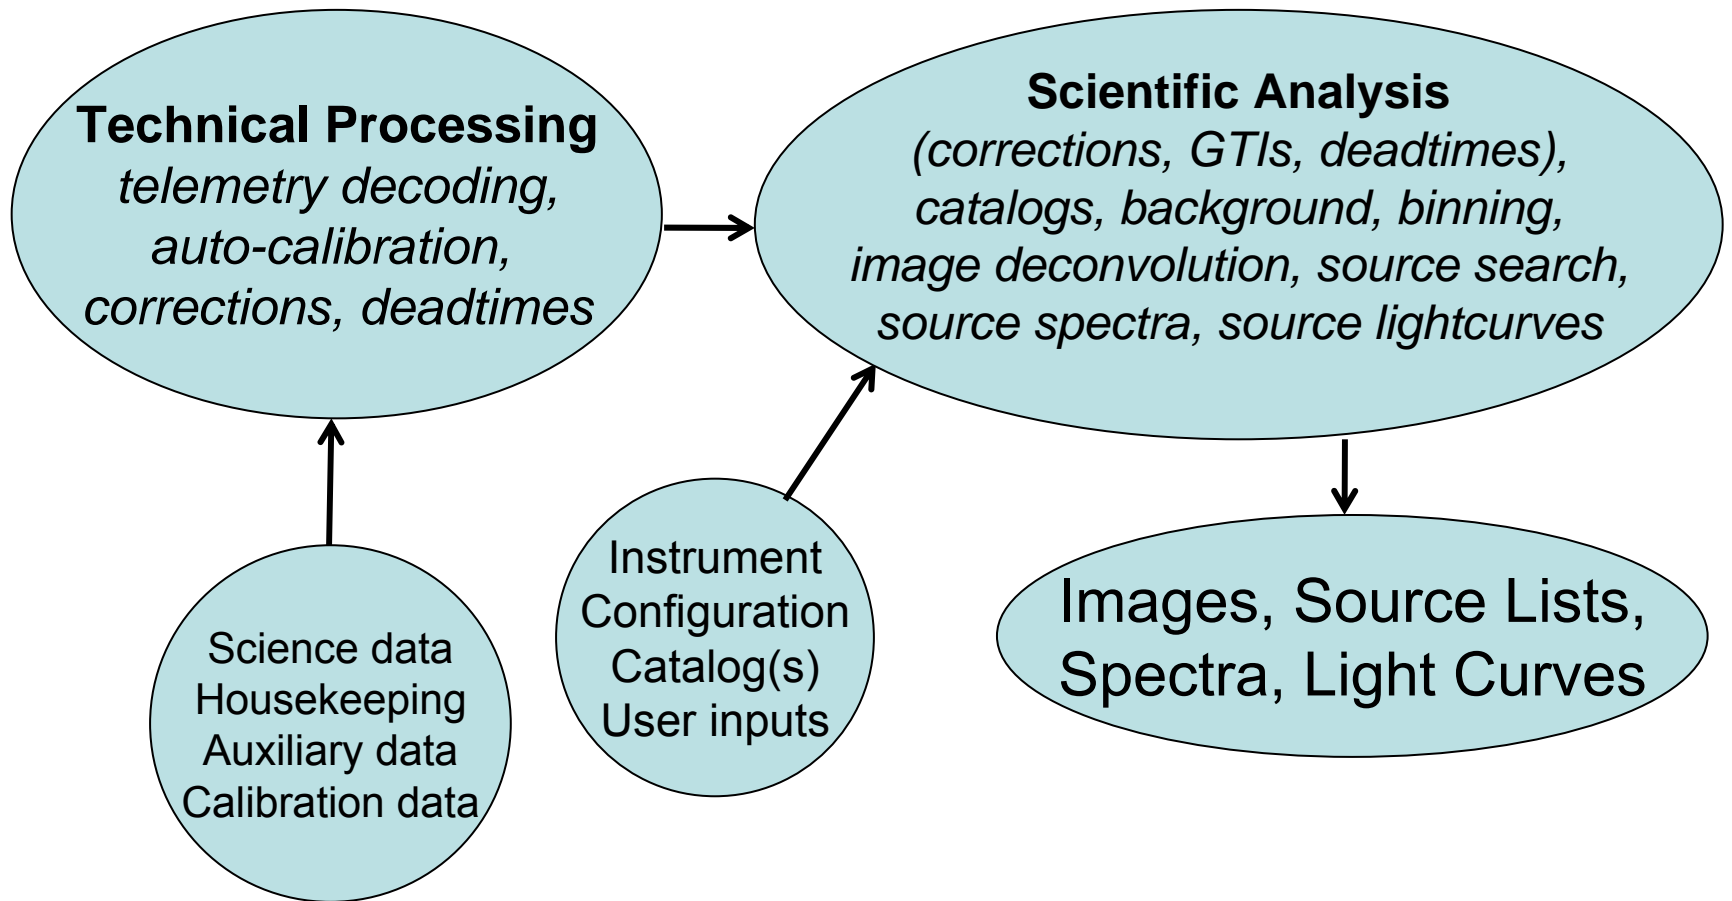 Technical Processing
telemetry decoding,
auto-calibration,
corrections, deadtimes
Scientific Analysis
(corrections, GTIs, deadtimes),
catalogs, background, binning,
image deconvolution, source search,
source spectra, source lightcurves
Science data
Housekeeping
Auxiliary data
Calibration data
Instrument
Configuration
Catalog(s)
User inputs
Images, Source Lists,
Spectra, Light Curves